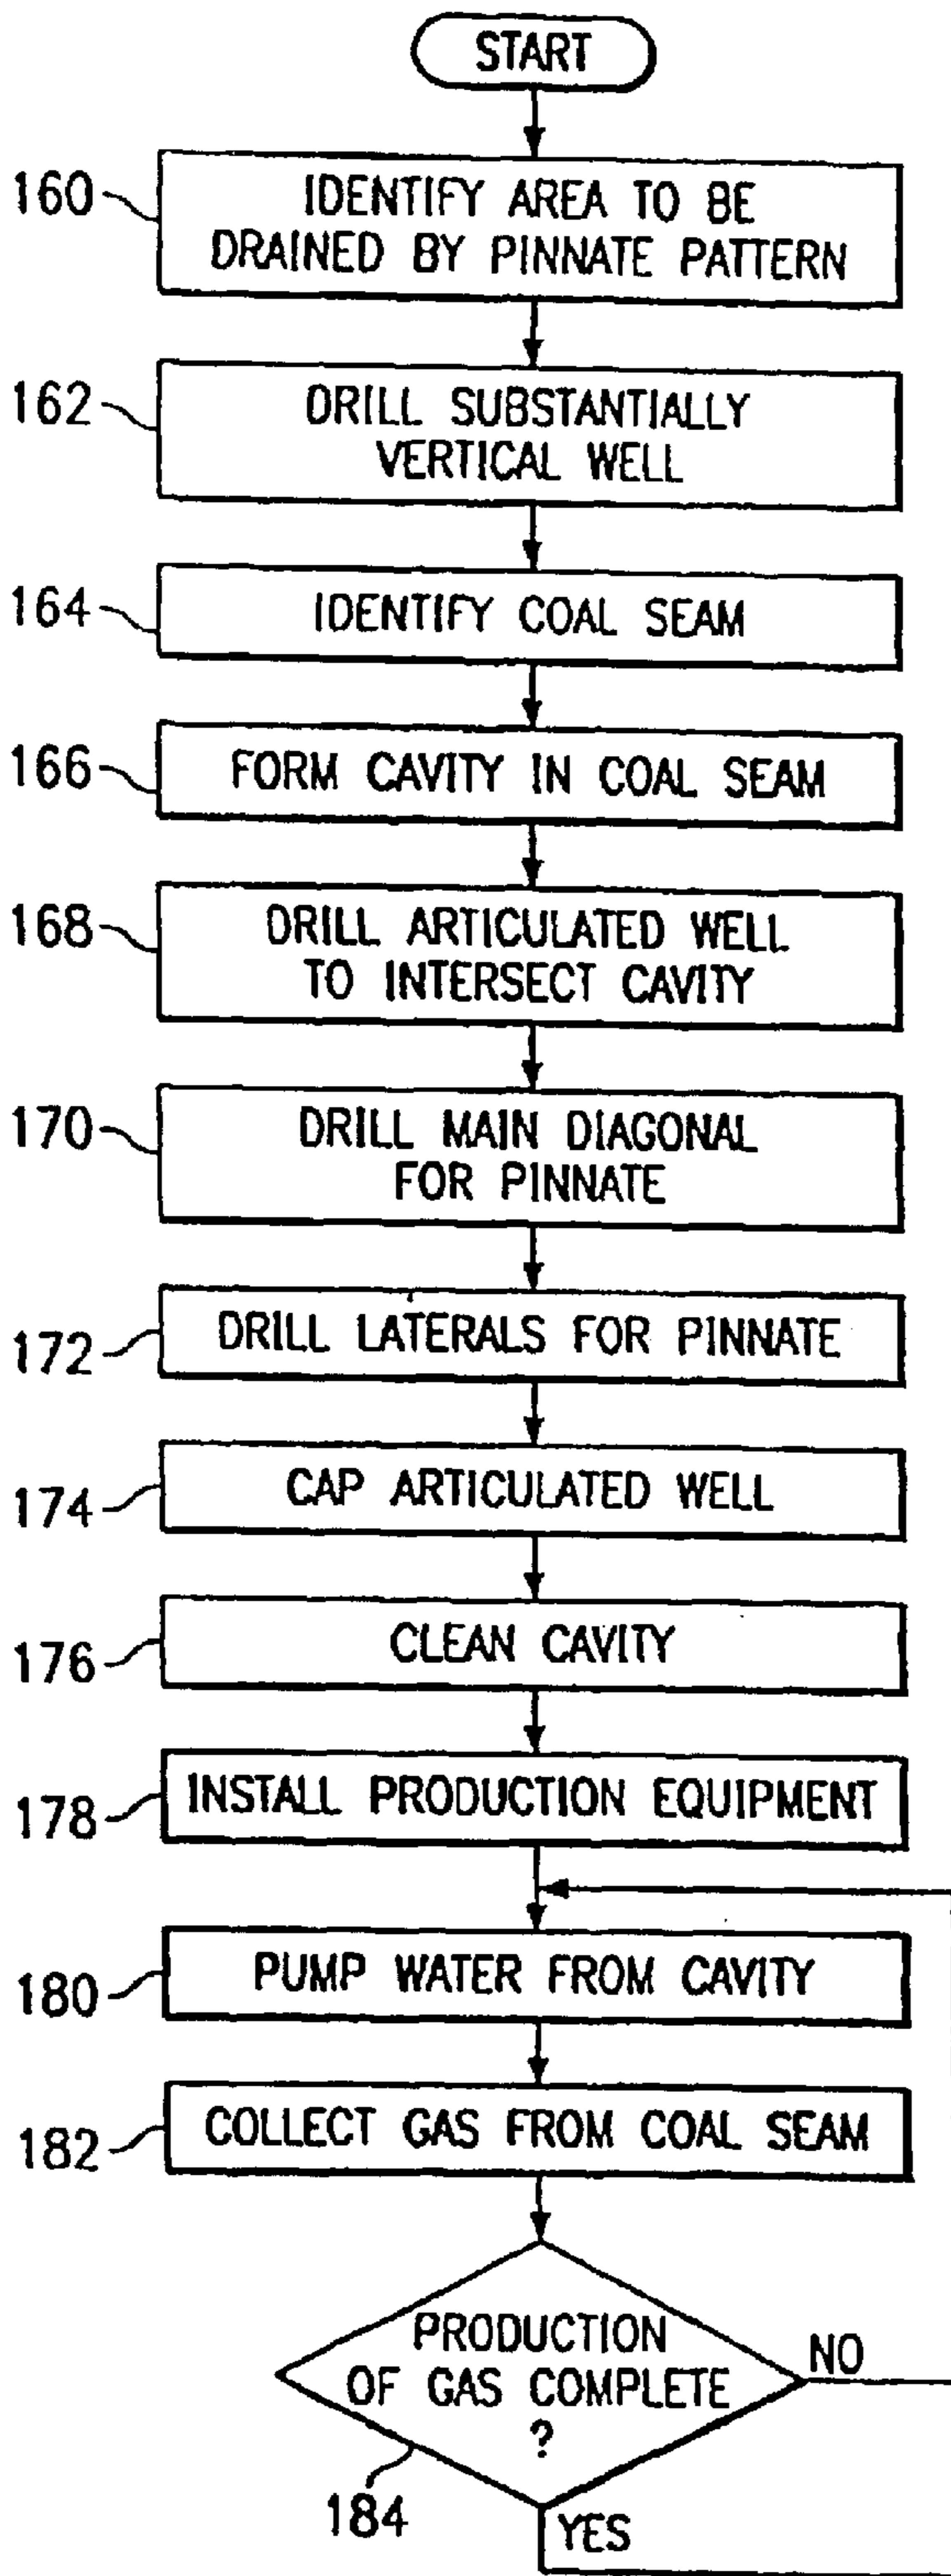 START
160
IDENTIFY AREA TO BE
DRAINED BY PINNATE PATTERN
162
DRILL SUBSTANTIALLY
VERTICAL WELL
164
IDENTIFY COAL SEAM
166
FORM CAVITY IN COAL SEAM
168
DRILL ARTICULATED WELL
TO INTERSECT CAVITY
170
DRILL MAIN DIAGONAL
FOR PINNATE
172
DRILL LATERALS FOR PINNATE
174
CAP ARTICULATED WELL
176
CLEAN CAVITY
178
INSTALL PRODUCTION EQUIPMENT
180
PUMP WATER FROM CAVITY
182
COLLECT GAS FROM COAL SEAM
PRODUCTION
OF GAS COMPLETE
?
NO
184
YES